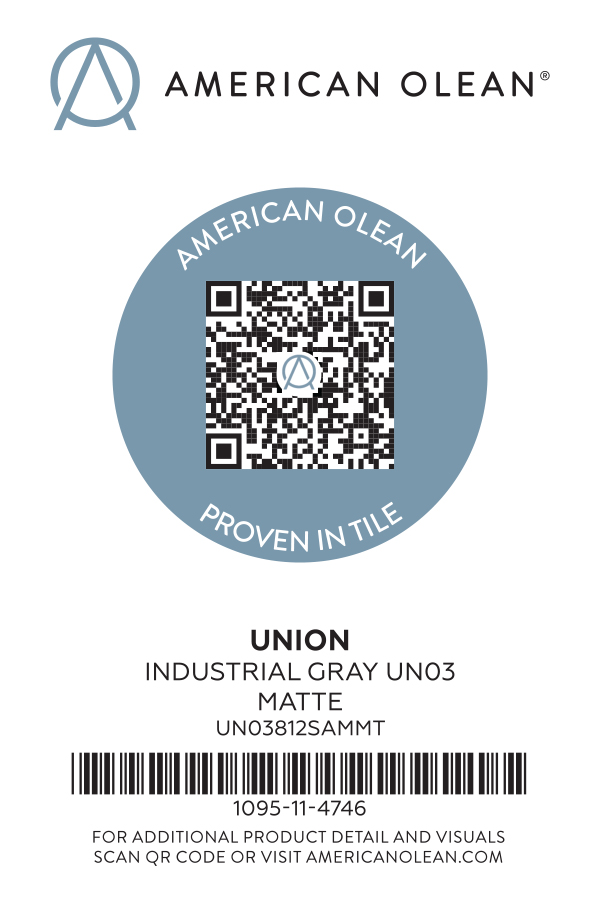 AMERICAN OLEAN®
AMERICAN OLEAN
PROVEN IN TILE
UNION
INDUSTRIAL GRAY UN03
MATTE
UN03812SAMMT
1095-11-4746
FOR ADDITIONAL PRODUCT DETAIL AND VISUALS
SCAN QR CODE OR VISIT AMERICANOLEAN.COM